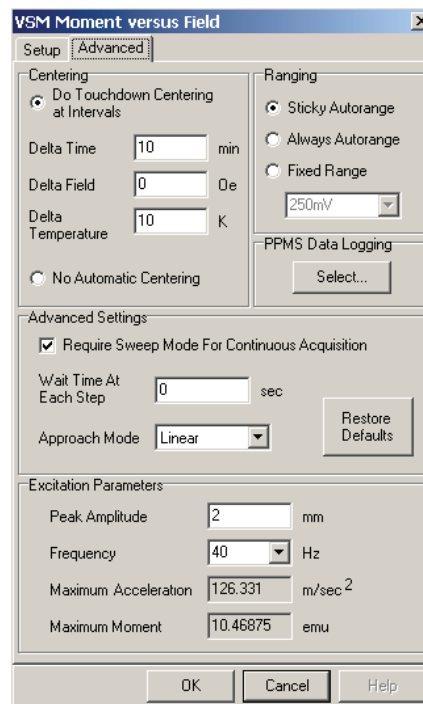 VSM Moment versus Field
Setup Advanced
Centering
Do Touchdown Centering
at Intervals
Delta Time 10 min
Delta Field 0 Oe
Delta
Temperature 10 K
No Automatic Centering
Ranging
Sticky Autorange
Always Autorange
Fixed Range
250mV
PPMS Data Logging
Select...
Advanced Settings
Require Sweep Mode For Continuous Acquisition
Wait Time At
Each Step 0 sec
Approach Mode Linear
Restore
Defaults
Excitation Parameters
Peak Amplitude 2 mm
Frequency 40 Hz
Maximum Acceleration 126.331 m/sec 2
Maximum Moment 10.46875 emu
OK Cancel Help